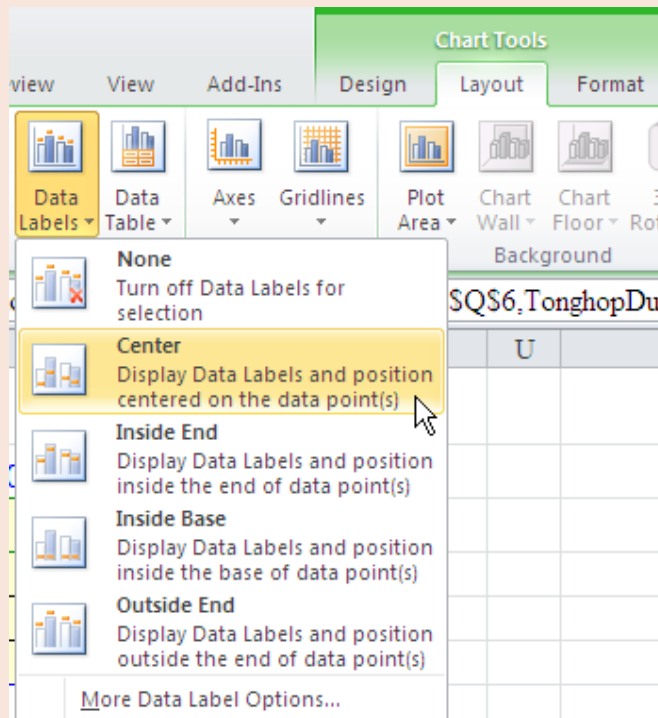 Chart Tools
view View Add-Ins Design Layout Format
Data Labels Data Table Axes Gridlines Plot Area Chart Wall Chart Floor
Background
None
Turn off Data Labels for
selection
$Q$6,TonghopDu
Center
Display Data Labels and position
centered on the data point(s)
U
Inside End
Display Data Labels and position
inside the end of data point(s)
Inside Base
Display Data Labels and position
inside the base of data point(s)
Outside End
Display Data Labels and position
outside the end of data point(s)
More Data Label Options...